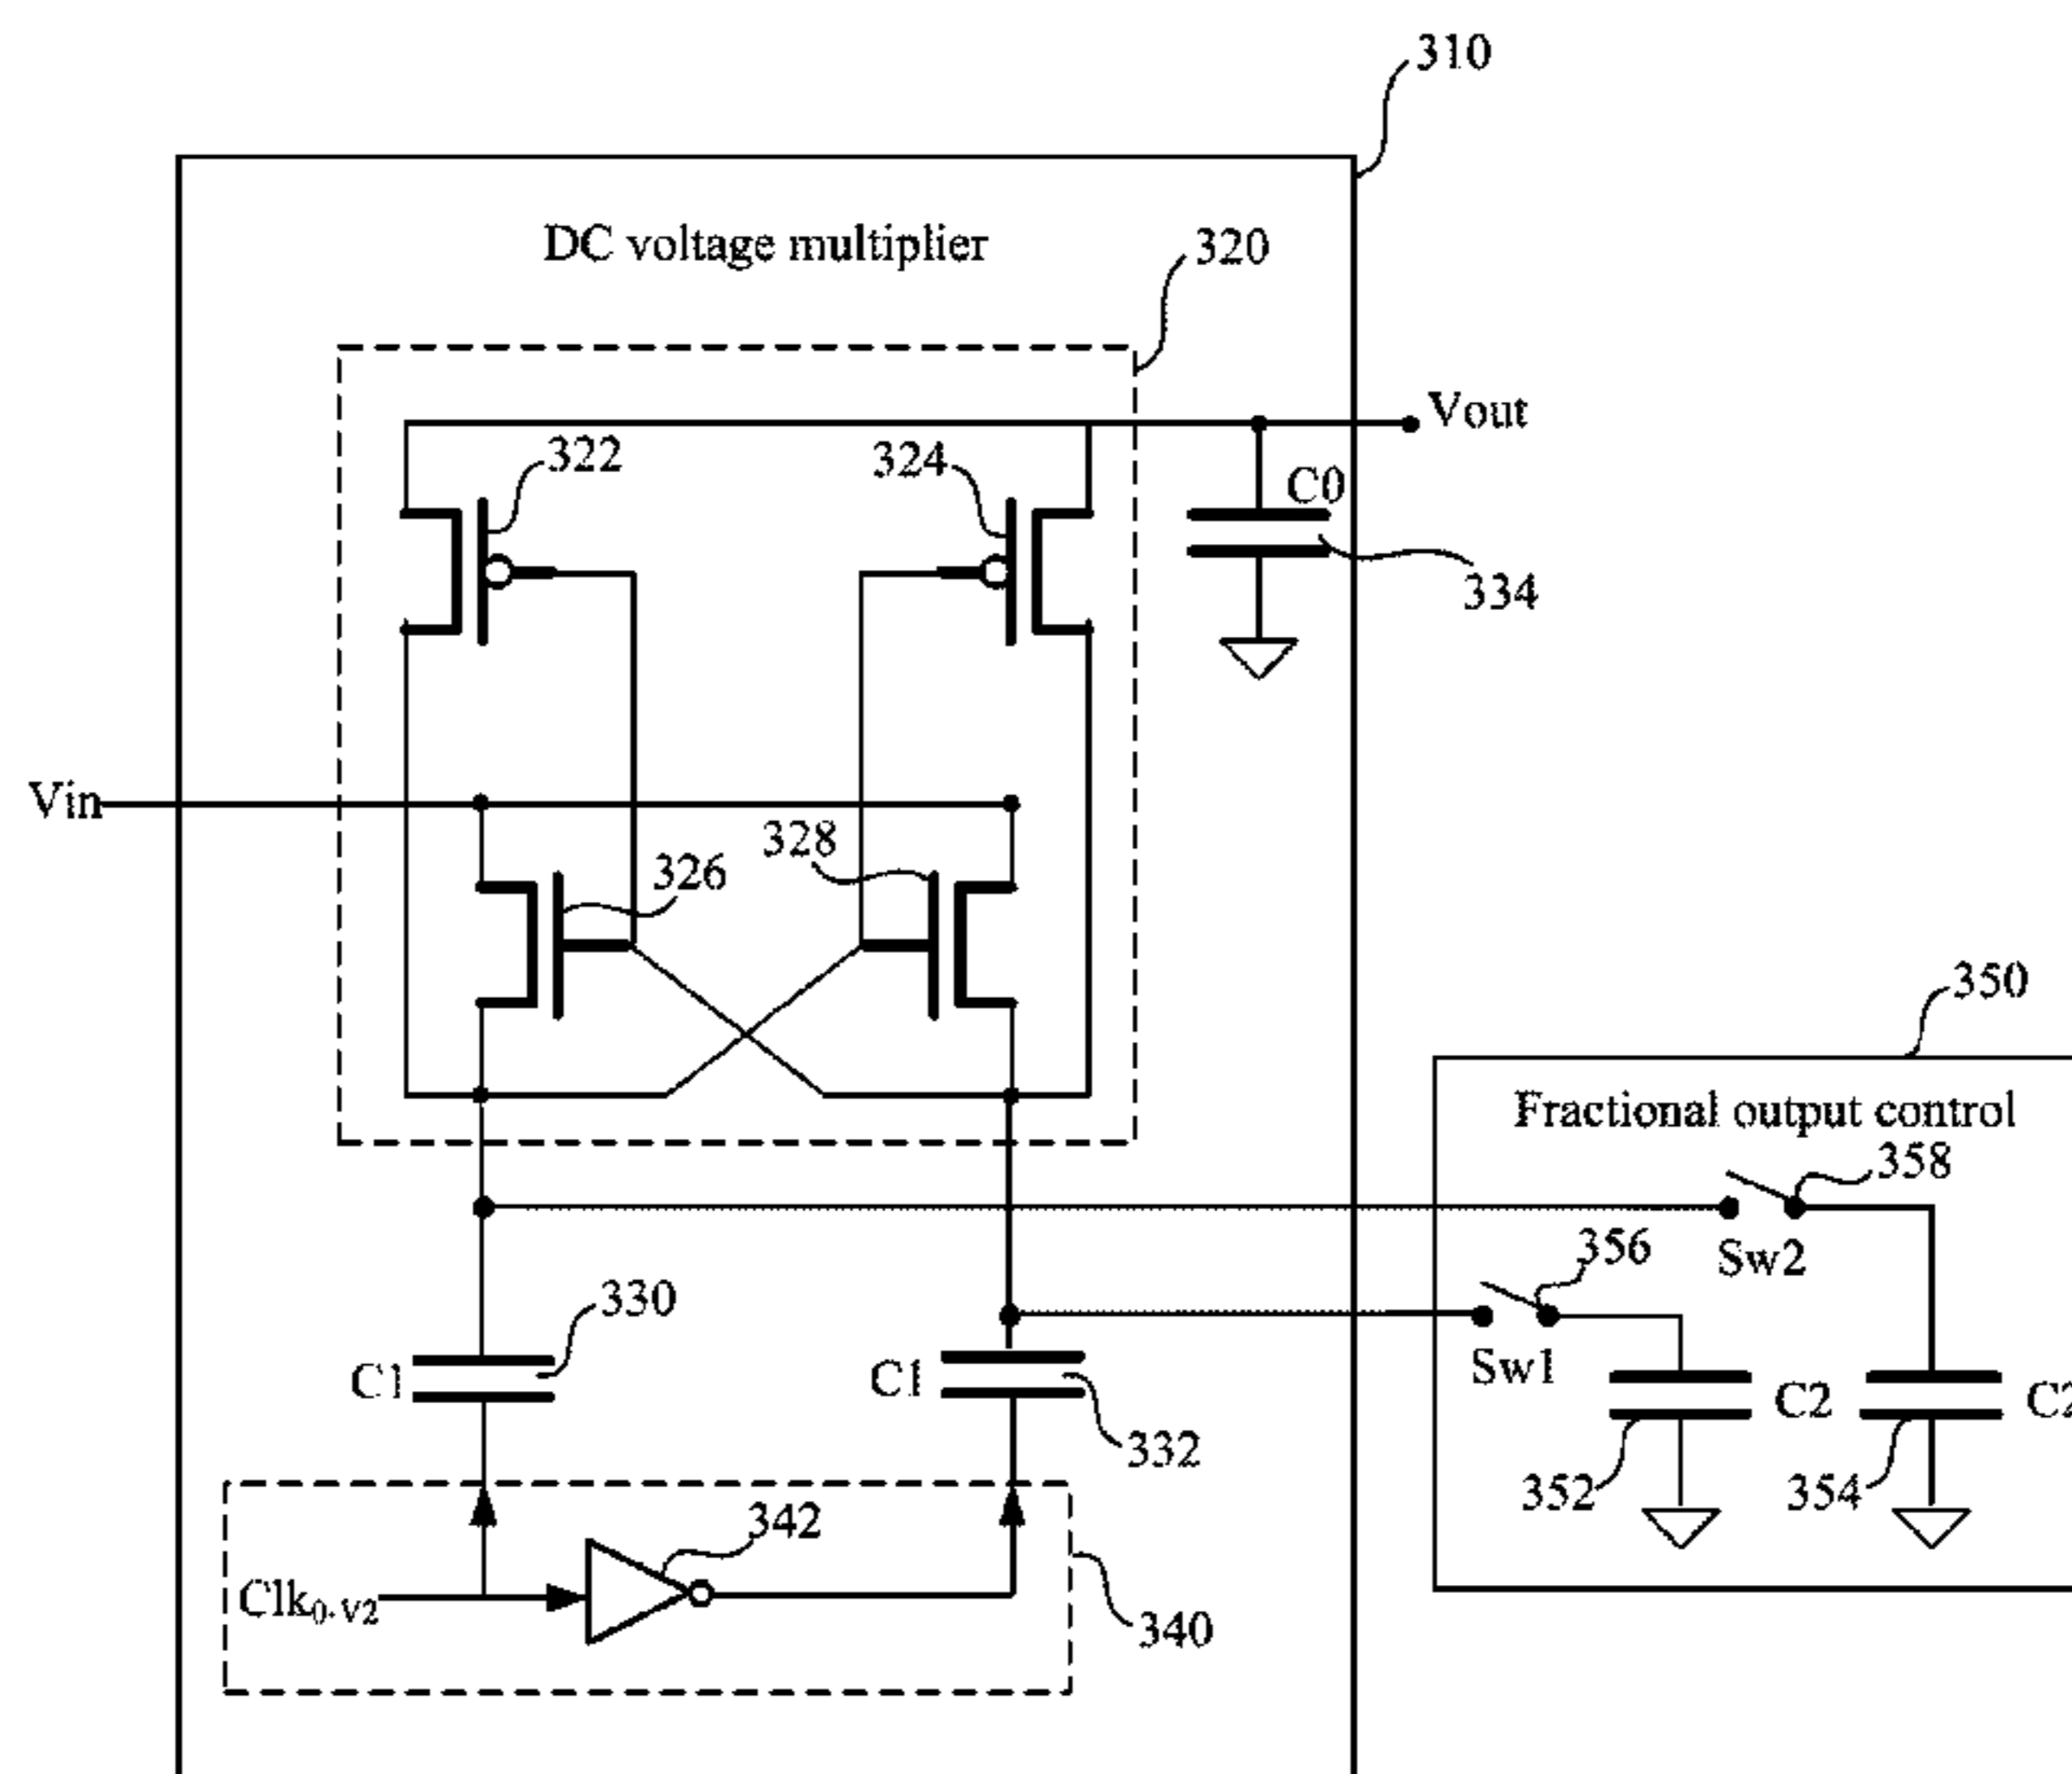 310
DC voltage multiplier
320
Vout
322
324
C0
334
Vin
328
326
350
Fractional output control
358
356
Sw2
330
Sw1
C1
C1
C2
C2
332
352
354
342
Clk0-V2
340